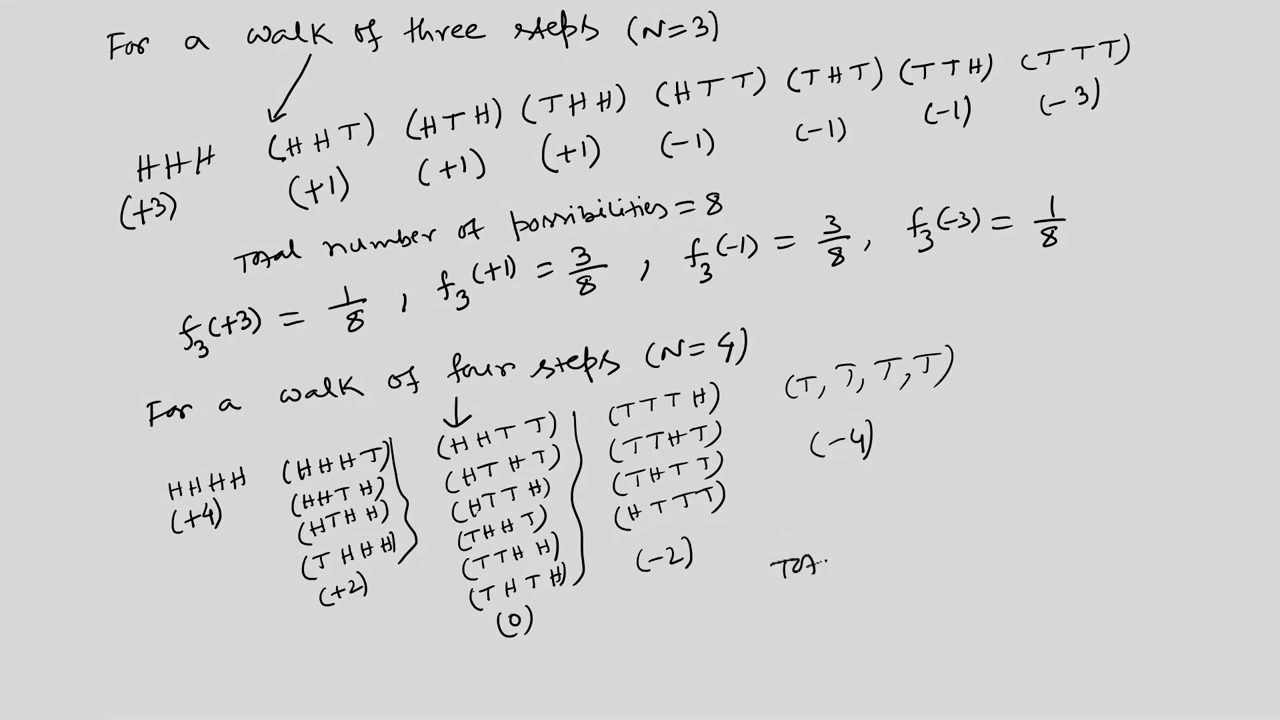 For a walk of three steps (N=3)
HHH (HHT) (HTH) (THH) (HTT) (THT) (TTH) (TTT)
(+3) (+1) (+1) (+1) (-1) (-1) (-1) (-3)
Total number of possibilities = 8
f₃(+3) = 1/8 , f₃(+1) = 3/8 , f₃(-1) = 3/8 , f₃(-3) = 1/8
For a walk of four steps (N=4)
HHHH (HHHT) (HHTT) (TTTH) (T,T,T,T)
(+4) (HHTH) (HTHT) (TTHT) (-4)
(HTHH) (HTTH) (THTT)
(THHH) (THHT) (HTTT)
(+2) (TTHH) (-2)
(THTH)
(0)
Tot